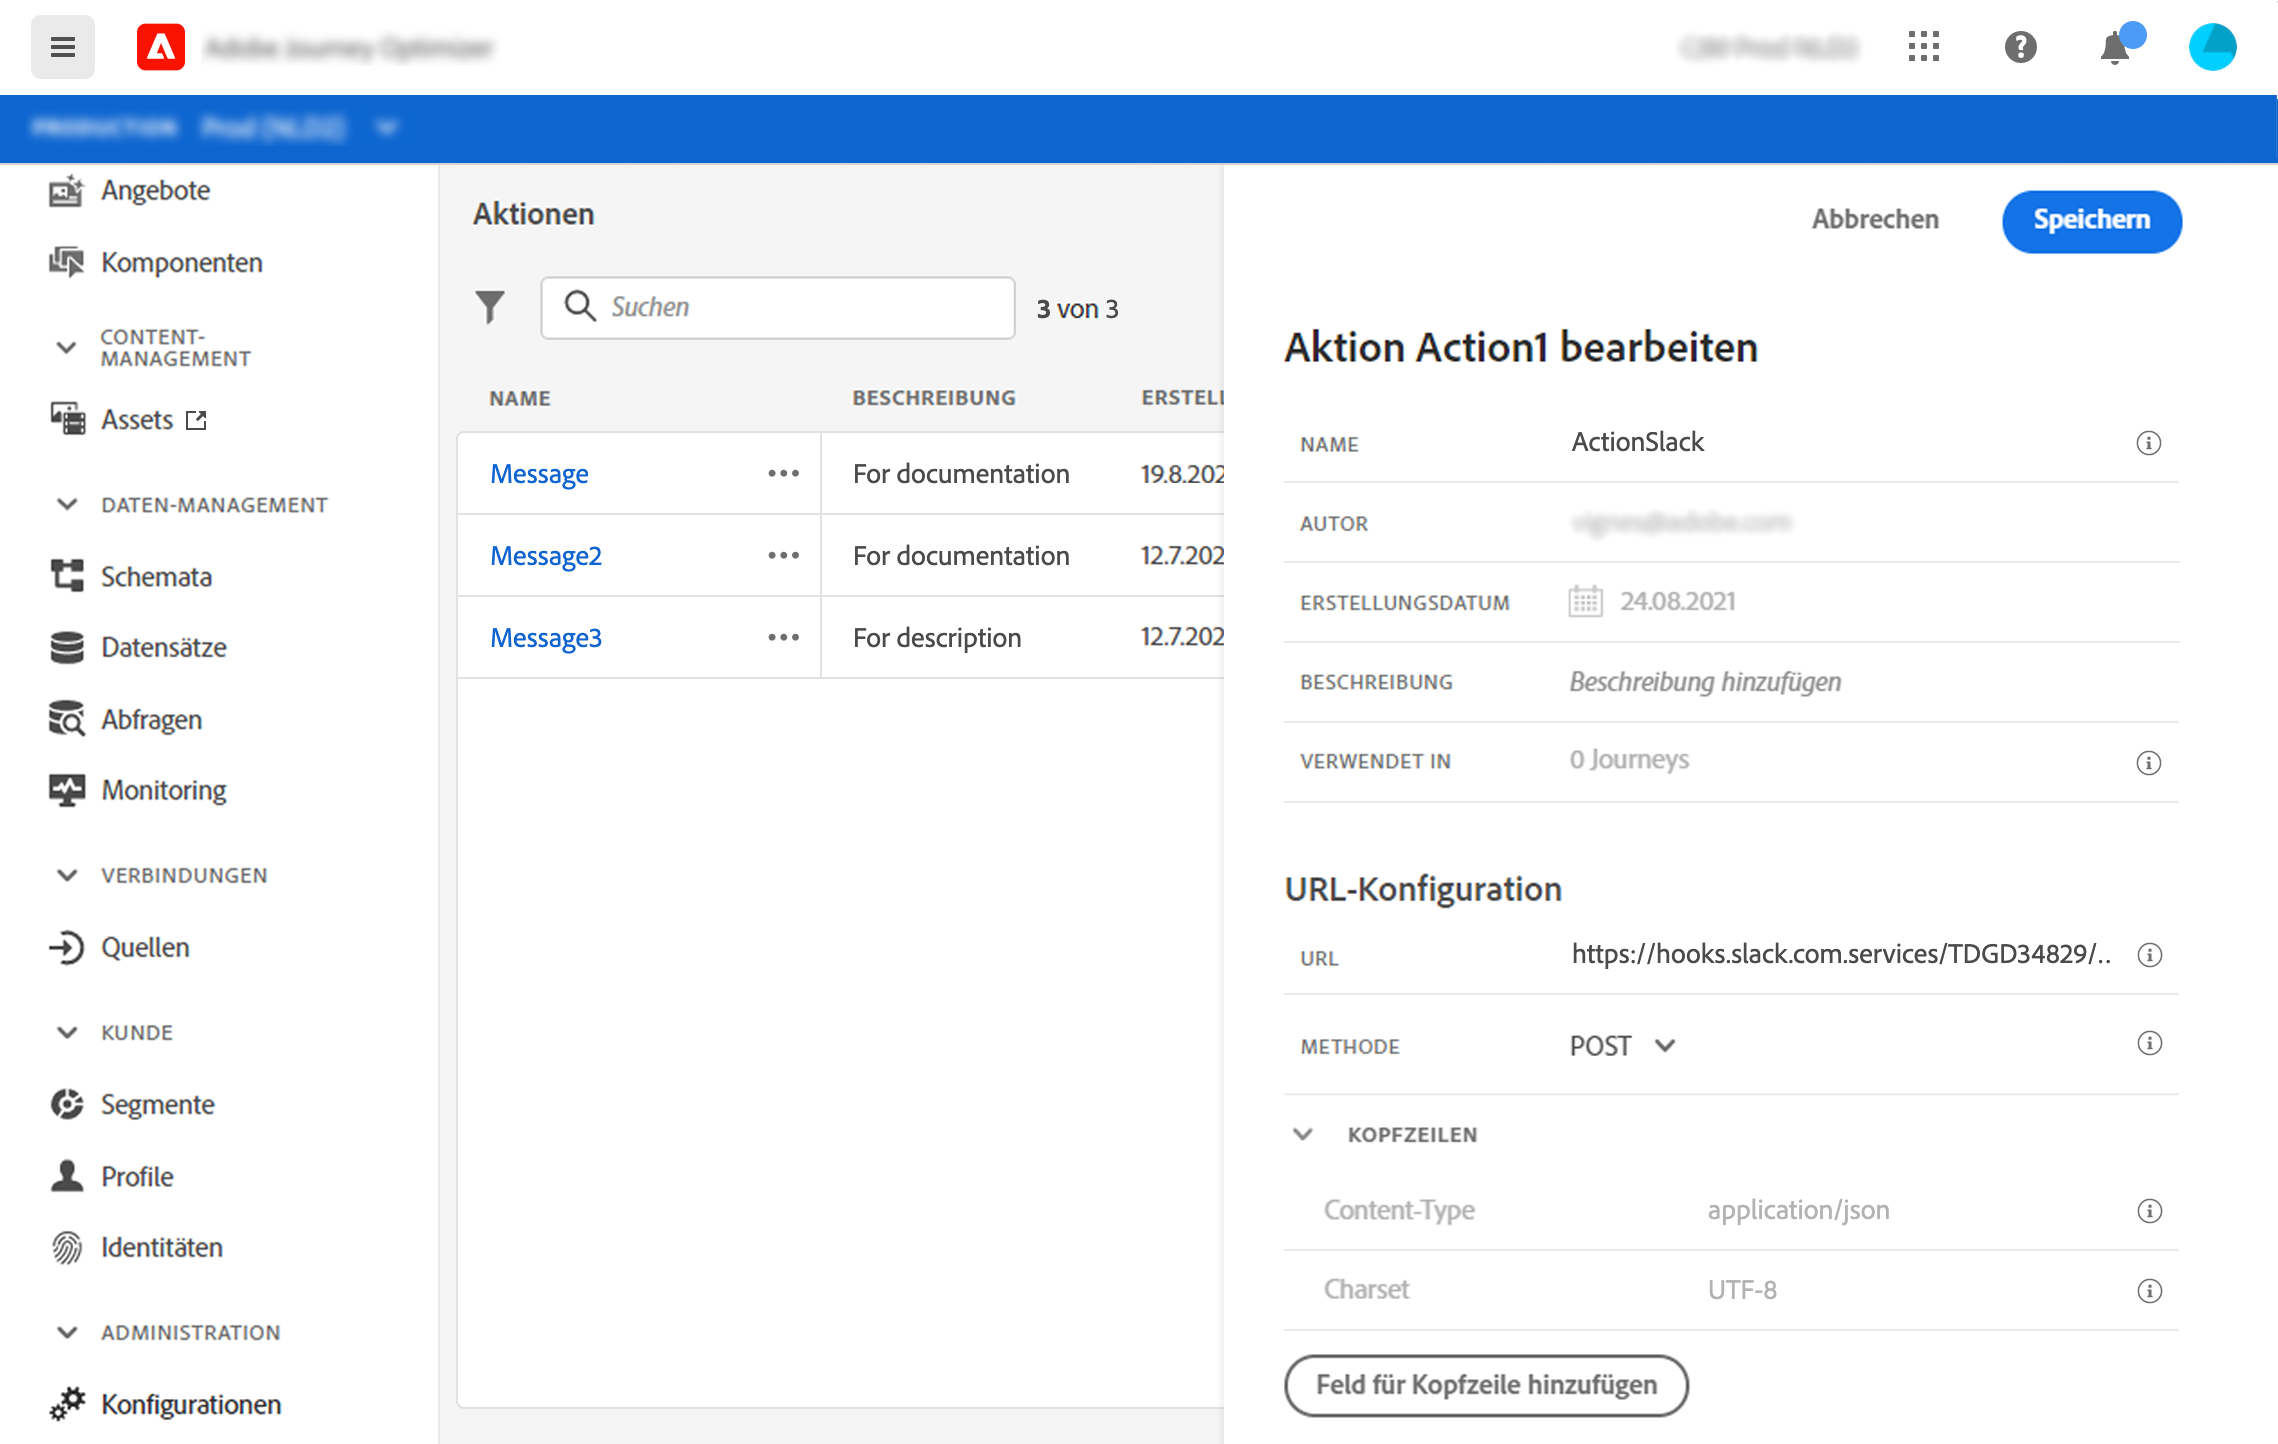 Angebote
Komponenten
CONTENT-
MANAGEMENT
Assets
DATEN-MANAGEMENT
Schemata
Datensätze
Abfragen
Monitoring
VERBINDUNGEN
Quellen
KUNDE
Segmente
Profile
Identitäten
ADMINISTRATION
Konfigurationen
Aktionen
Suchen
3 von 3
NAME BESCHREIBUNG ERSTELL
Message ••• For documentation 19.8.202
Message2 ••• For documentation 12.7.202
Message3 ••• For description 12.7.202
Abbrechen
Speichern
Aktion Action1 bearbeiten
NAME ActionSlack
AUTOR
ERSTELLUNGSDATUM 24.08.2021
BESCHREIBUNG Beschreibung hinzufügen
VERWENDET IN 0 Journeys
URL-Konfiguration
URL https://hooks.slack.com.services/TDGD34829/..
METHODE POST
KOPFZEILEN
Content-Type application/json
Charset UTF-8
Feld für Kopfzeile hinzufügen